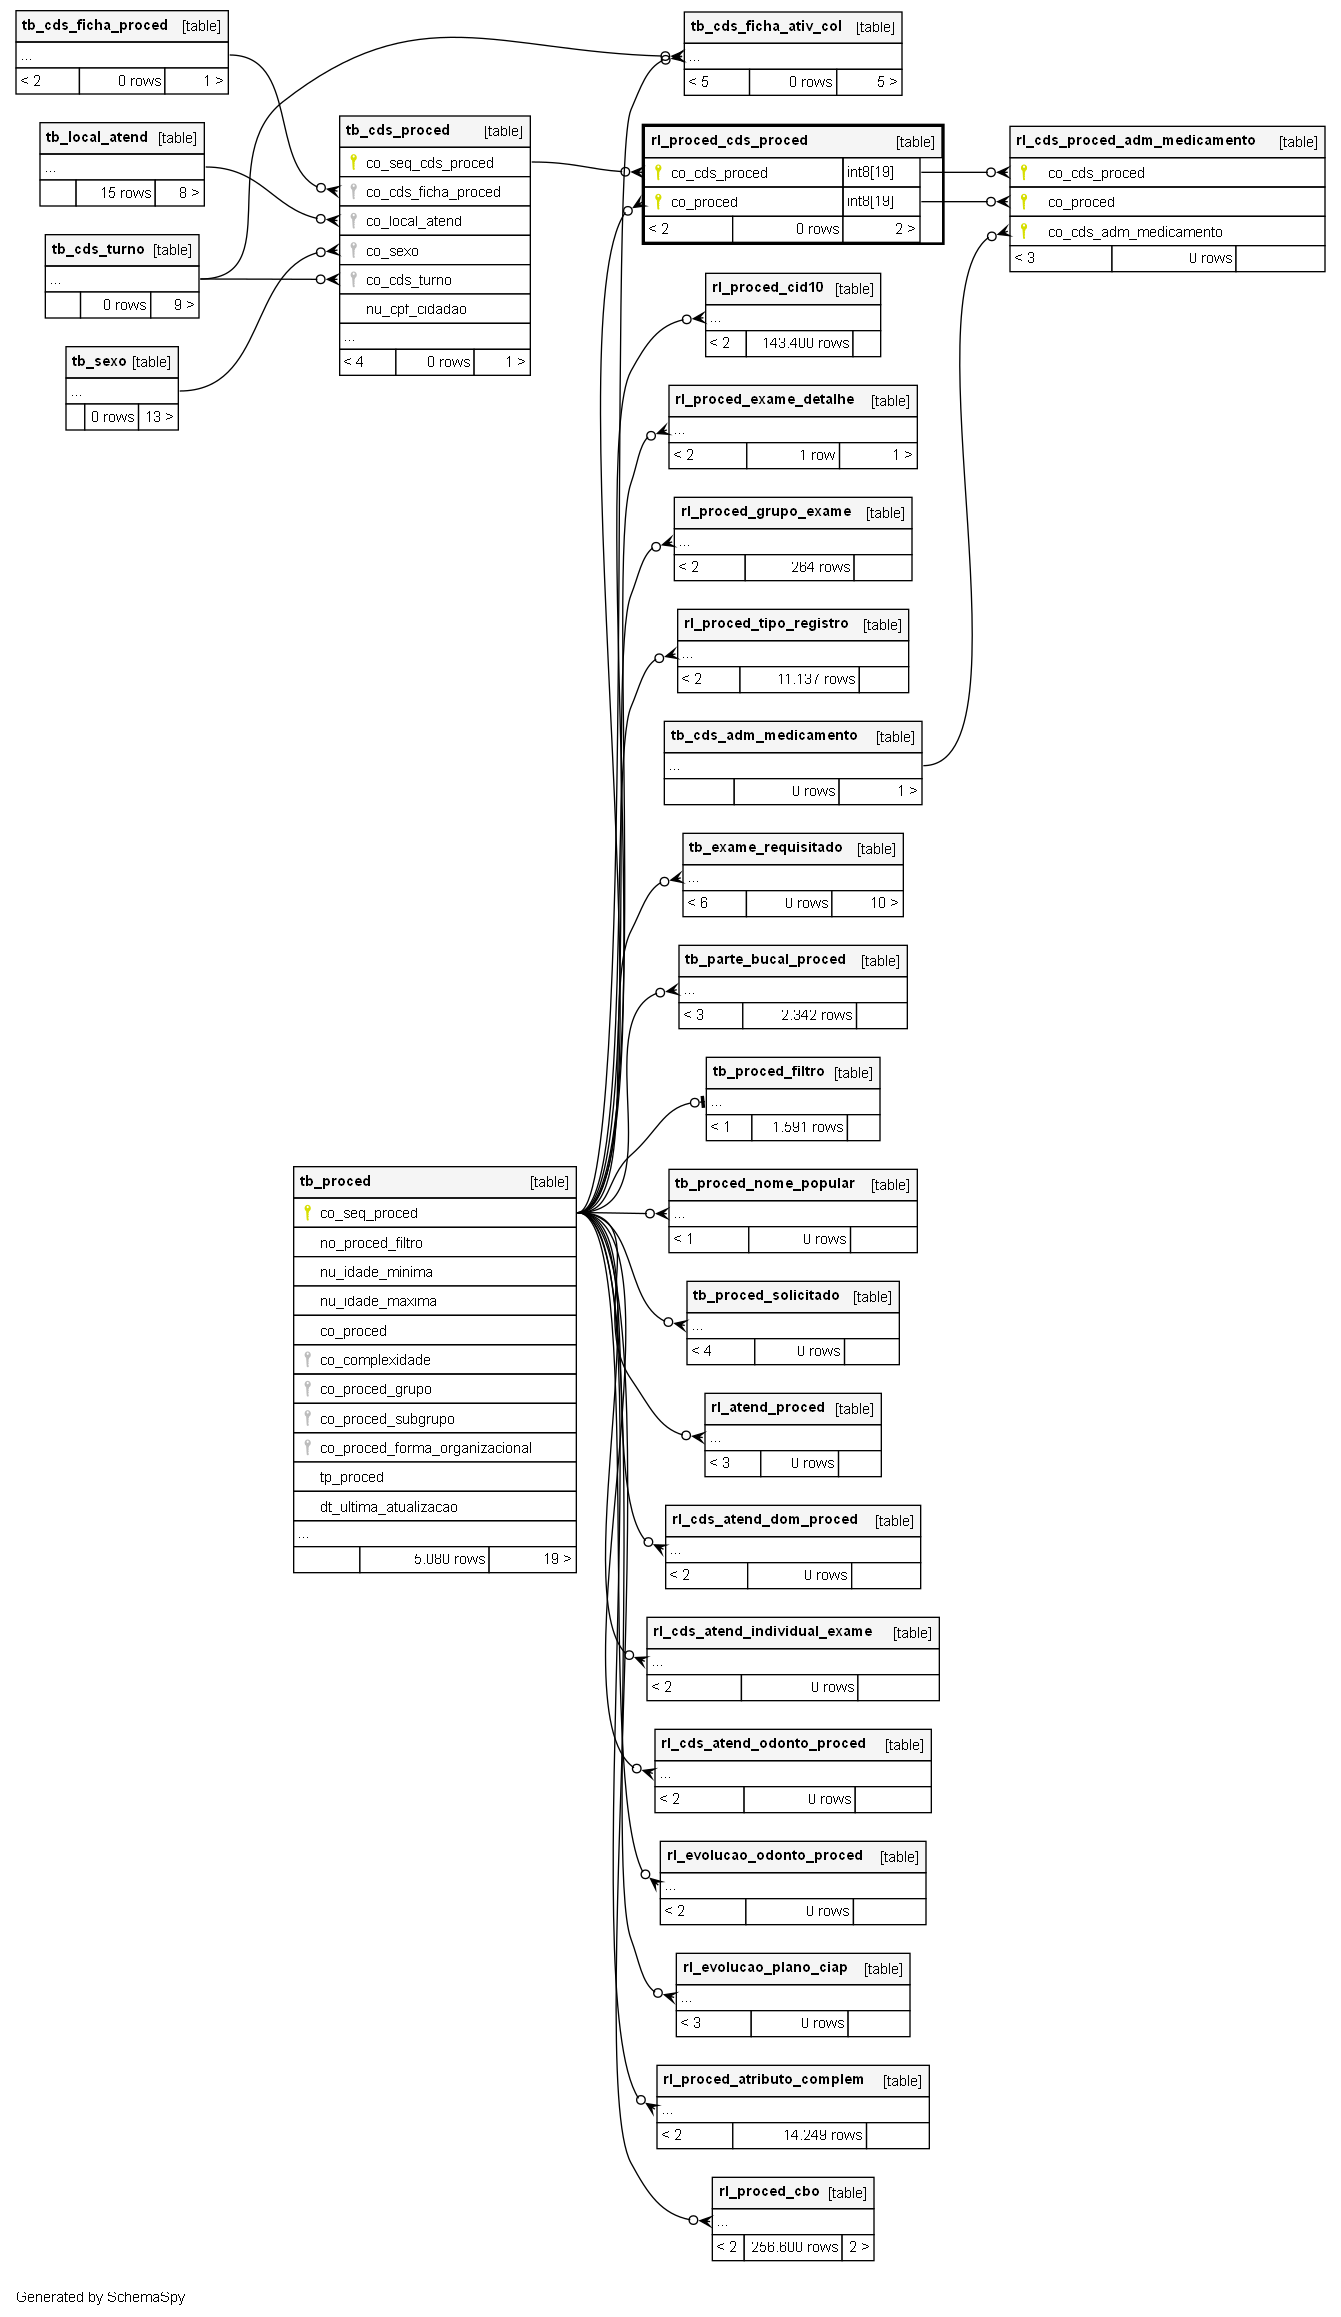 tb_cds_ficha_proced [table]
...
< 2 0 rows 1 >
tb_local_atend [table]
...
15 rows 8 >
tb_cds_turno [table]
...
0 rows 9 >
tb_sexo [table]
...
0 rows 13 >
tb_cds_proced [table]
co_seq_cds_proced
co_cds_ficha_proced
co_local_atend
co_sexo
co_cds_turno
nu_cpf_cidadao
...
< 4 0 rows 1 >
tb_cds_ficha_ativ_col [table]
...
< 5 0 rows 5 >
rl_proced_cds_proced [table]
co_cds_proced int8[19]
co_proced int8[19]
< 2 0 rows 2 >
rl_cds_proced_adm_medicamento [table]
co_cds_proced
co_proced
co_cds_adm_medicamento
< 3 0 rows
rl_proced_cid10 [table]
...
< 2 143.400 rows
rl_proced_exame_detalhe [table]
...
< 2 1 row 1 >
rl_proced_grupo_exame [table]
...
< 2 264 rows
rl_proced_tipo_registro [table]
...
< 2 11.137 rows
tb_cds_adm_medicamento [table]
...
0 rows 1 >
tb_exame_requisitado [table]
...
< 6 0 rows 10 >
tb_parte_bucal_proced [table]
...
< 3 2.342 rows
tb_proced_filtro [table]
...
< 1 1.591 rows
tb_proced [table]
co_seq_proced
no_proced_filtro
nu_idade_minima
nu_idade_maxima
co_proced
co_complexidade
co_proced_grupo
co_proced_subgrupo
co_proced_forma_organizacional
tp_proced
dt_ultima_atualizacao
...
5.080 rows 19 >
tb_proced_nome_popular [table]
...
< 1 0 rows
tb_proced_solicitado [table]
...
< 4 0 rows
rl_atend_proced [table]
...
< 3 0 rows
rl_cds_atend_dom_proced [table]
...
< 2 0 rows
rl_cds_atend_individual_exame [table]
...
< 2 0 rows
rl_cds_atend_odonto_proced [table]
...
< 2 0 rows
rl_evolucao_odonto_proced [table]
...
< 2 0 rows
rl_evolucao_plano_ciap [table]
...
< 3 0 rows
rl_proced_atributo_complem [table]
...
< 2 14.249 rows
rl_proced_cbo [table]
...
< 2 256.600 rows 2 >
Generated by SchemaSpy